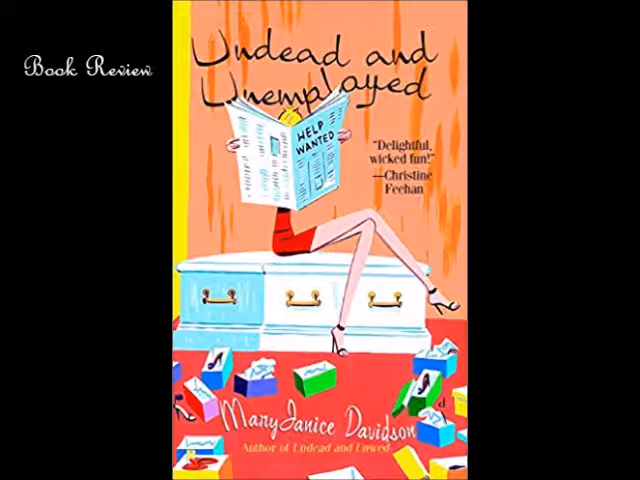 Book Review
Undead and
Unemployed
HELP
WANTED
"Delightful,
wicked fun!"
—Christine
Feehan
MaryJanice Davidson
Author of Undead and Unwed